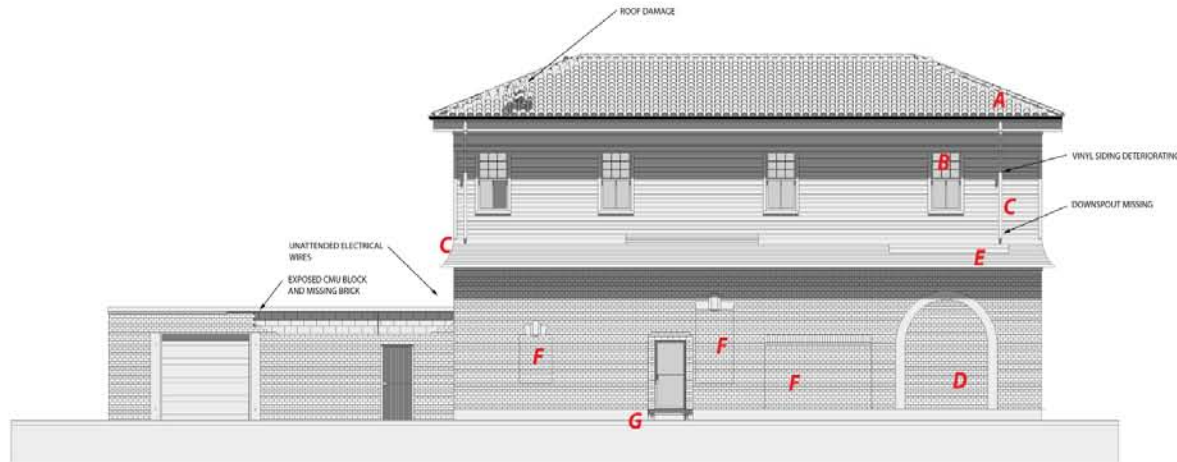 ROOF DAMAGE
A
B
VINYL SIDING DETERIORATING
C
DOWNSPOUT MISSING
C
UNATTENDED ELECTRICAL
WIRES
E
EXPOSED CMU BLOCK
AND MISSING BRICK
F
F
F
D
G